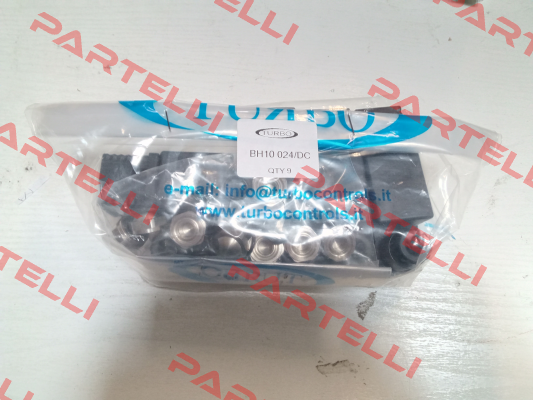 PARTELLI
PARTELLI
TURBO
TURBO
BH10 024/DC
QTY 9
e-mail: info@turbocontrols.it
www.turbocontrols.it
PARTELLI
PARTELLI
PARTELLI
PARTELLI